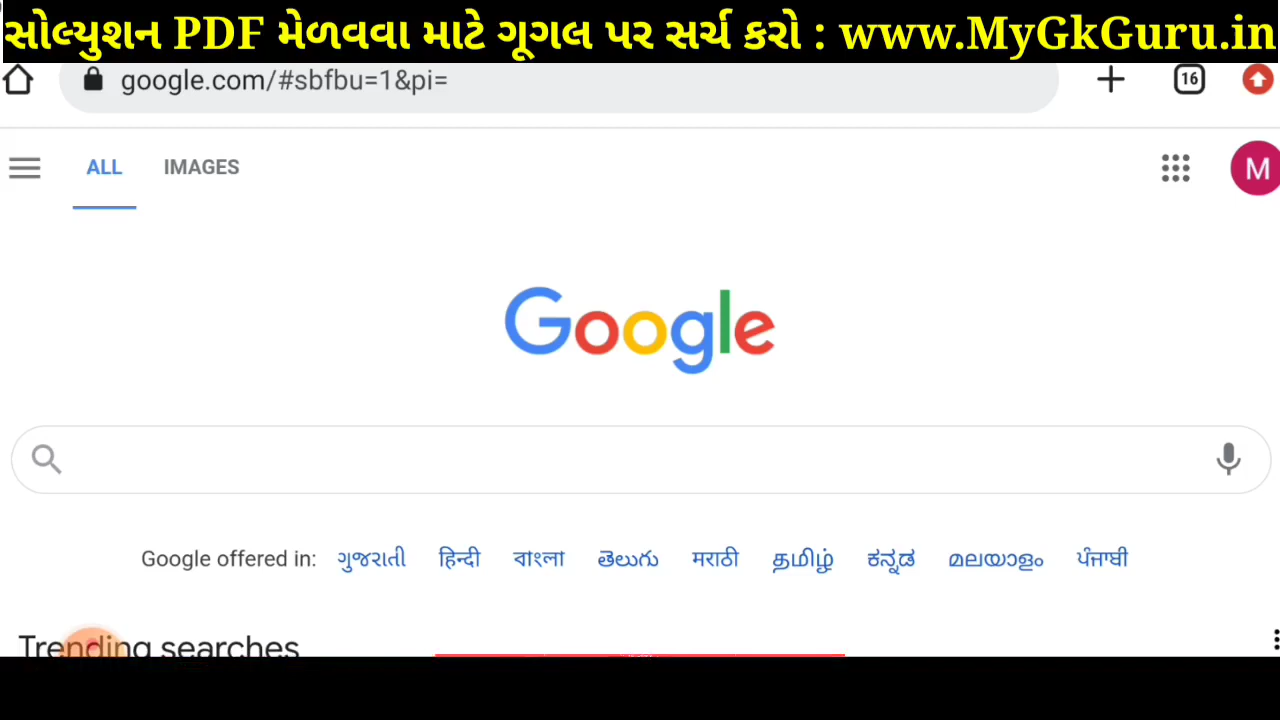 સોલ્યુશન PDF મેળવવા માટે ગૂગલ પર સર્ચ કરો : www.MyGkGuru.in
google.com/#sbfbu=1&pi=
16
ALL IMAGES
M
Google
Google offered in: ગુજરાતી हिन्दी বাংলা తెలుగు मराठी தமிழ் ಕನ್ನಡ മലയാളം ਪੰਜਾਬੀ
Trending searches